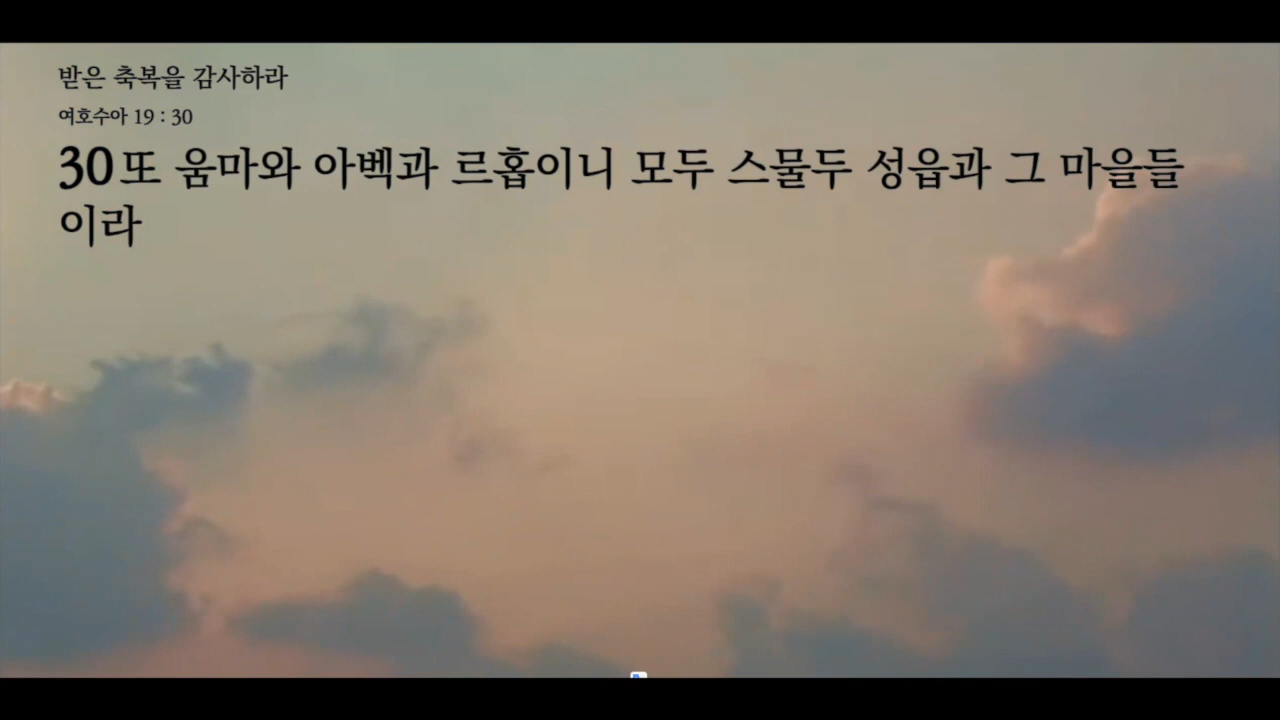 받은 축복을 감사하라
여호수아 19 : 30
30또 움마와 아벡과 르홉이니 모두 스물두 성읍과 그 마을들
이라